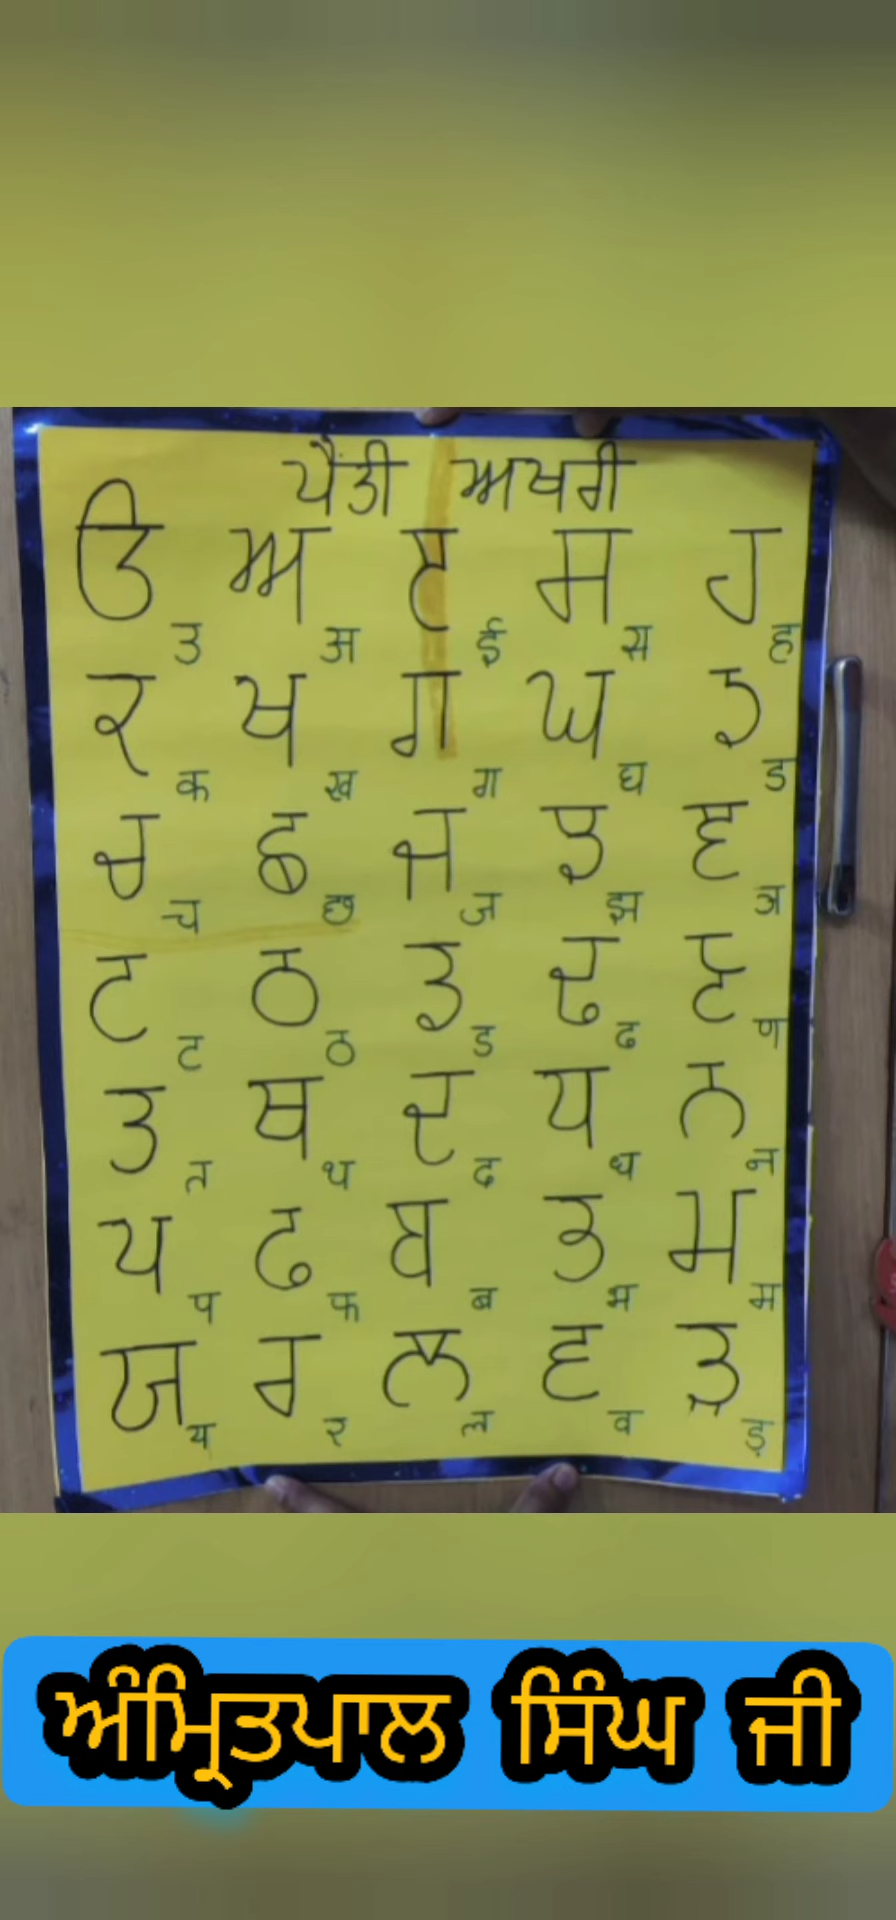 ਪੈਂਤੀ ਅਖਰੀ
ੳ ਅ ੲ ਸ ਹ
उ अ ई स ह
ਕ ਖ ਗ ਘ ਙ
क ख ग घ ड
ਚ ਛ ਜ ਝ ਞ
च छ ज झ ञ
ਟ ਠ ਡ ਢ ਣ
ट ठ ड ढ ण
ਤ ਥ ਦ ਧ ਨ
त थ द ध न
ਪ ਫ ਬ ਭ ਮ
प फ ब भ म
ਯ ਰ ਲ ਵ ੜ
य र ल व ड़
ਅੰਮ੍ਰਿਤਪਾਲ ਸਿੰਘ ਜੀ